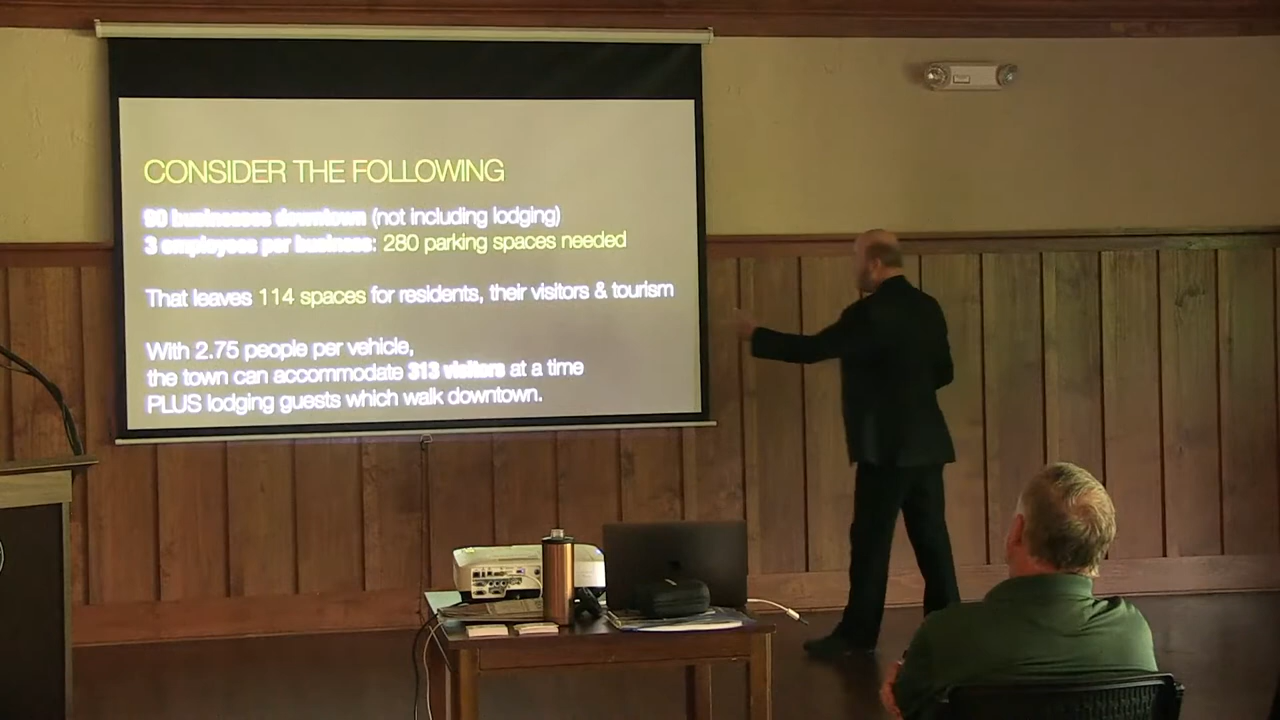 CONSIDER THE FOLLOWING
90 businesses downtown (not including lodging)
3 employees per business: 280 parking spaces needed
That leaves 114 spaces for residents, their visitors & tourism
With 2.75 people per vehicle,
the town can accommodate 313 visitors at a time
PLUS lodging guests which walk downtown.